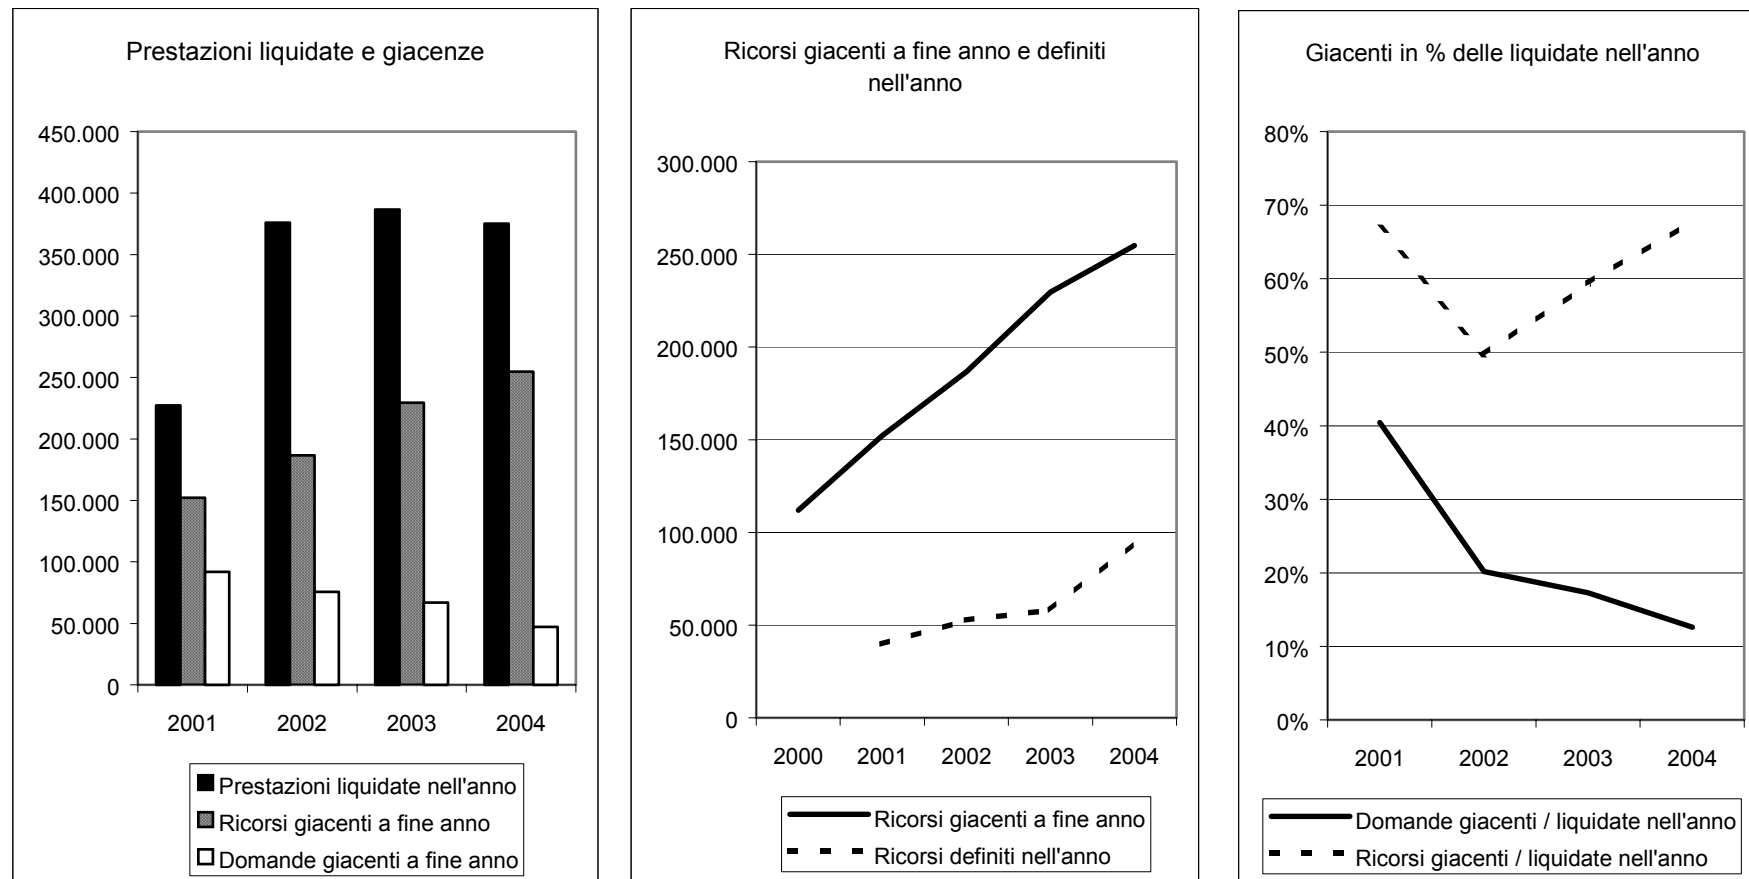 Prestazioni liquidate e giacenze
450.000
400.000
350.000
300.000
250.000
200.000
150.000
100.000
50.000
0
2001 2002 2003 2004
Prestazioni liquidate nell'anno
Ricorsi giacenti a fine anno
Domande giacenti a fine anno
Ricorsi giacenti a fine anno e definiti
nell'anno
300.000
250.000
200.000
150.000
100.000
50.000
0
2000 2001 2002 2003 2004
Ricorsi giacenti a fine anno
Ricorsi definiti nell'anno
Giacenti in % delle liquidate nell'anno
80%
70%
60%
50%
40%
30%
20%
10%
0%
2001 2002 2003 2004
Domande giacenti / liquidate nell'anno
Ricorsi giacenti / liquidate nell'anno